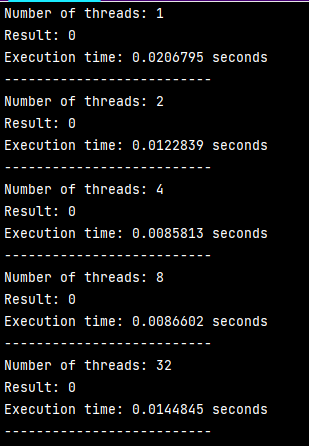 Number of threads: 1
Result: 0
Execution time: 0.0206795 seconds
--------------------------
Number of threads: 2
Result: 0
Execution time: 0.0122839 seconds
--------------------------
Number of threads: 4
Result: 0
Execution time: 0.0085813 seconds
--------------------------
Number of threads: 8
Result: 0
Execution time: 0.0086602 seconds
--------------------------
Number of threads: 32
Result: 0
Execution time: 0.0144845 seconds
--------------------------